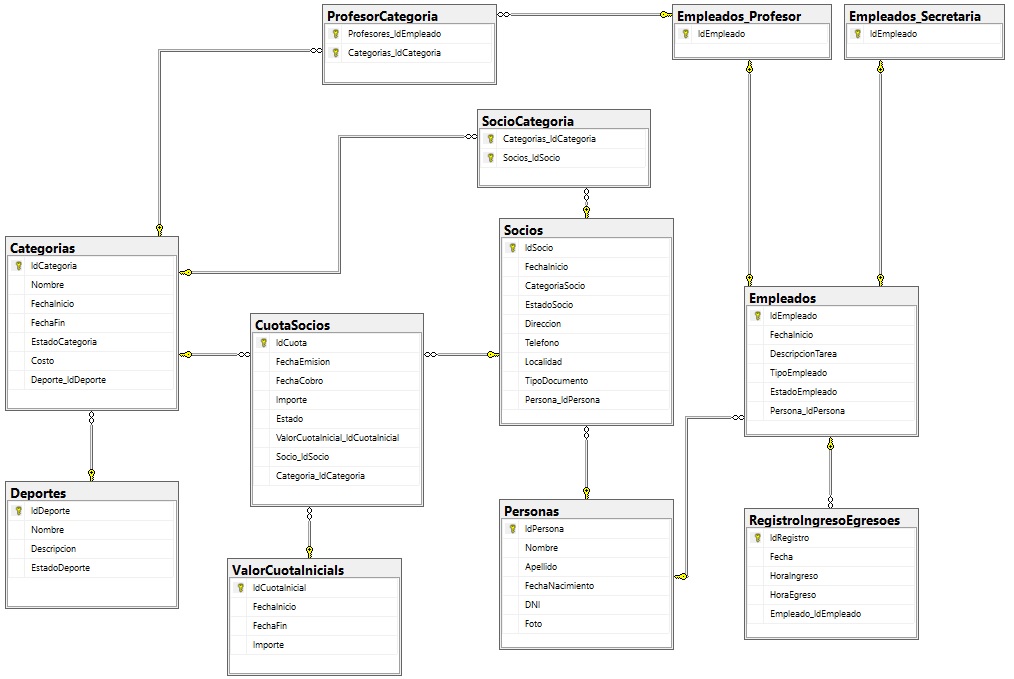 ProfesorCategoria
Profesores_IdEmpleado
Categorias_IdCategoria
Empleados_Profesor
IdEmpleado
Empleados_Secretaria
IdEmpleado
SocioCategoria
Categorias_IdCategoria
Socios_IdSocio
Categorias
IdCategoria
Nombre
FechaInicio
FechaFin
EstadoCategoria
Costo
Deporte_IdDeporte
CuotaSocios
IdCuota
FechaEmision
FechaCobro
Importe
Estado
ValorCuotaInicial_IdCuotaInicial
Socio_IdSocio
Categoria_IdCategoria
Socios
IdSocio
FechaInicio
CategoriaSocio
EstadoSocio
Direccion
Telefono
Localidad
TipoDocumento
Persona_IdPersona
Empleados
IdEmpleado
FechaInicio
DescripcionTarea
TipoEmpleado
EstadoEmpleado
Persona_IdPersona
Deportes
IdDeporte
Nombre
Descripcion
EstadoDeporte
ValorCuotaInicials
IdCuotaInicial
FechaInicio
FechaFin
Importe
Personas
IdPersona
Nombre
Apellido
FechaNacimiento
DNI
Foto
RegistroIngresoEgresoes
IdRegistro
Fecha
HoraIngreso
HoraEgreso
Empleado_IdEmpleado